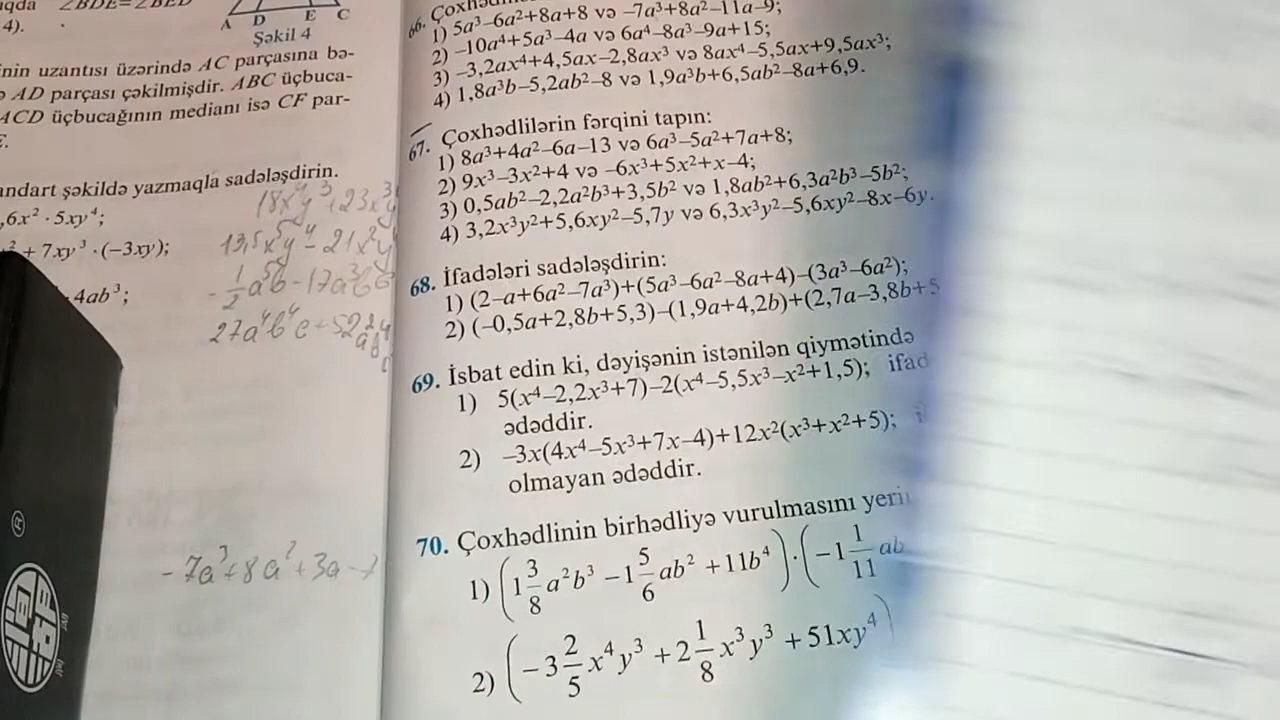 4).
A D E C
Şəkil 4
nin uzantısı üzərində AC parçasına bə-
AD parçası çəkilmişdir. ABC üçbuca-
ACD üçbucağının medianı isə CF par-
andart şəkildə yazmaqla sadələşdirin.
,6x² · 5xy⁴;
² + 7xy³ · (−3xy);
4ab³;
-7a³+8a²+3a-7
66.
1) 5a³–6a²+8a+8 və –7a³+8a²–11a–9;
2) –10a⁴+5a³–4a və 6a⁴–8a³–9a+15;
3) –3,2ax⁴+4,5ax–2,8ax³ və 8ax⁴–5,5ax+9,5ax³;
4) 1,8a³b–5,2ab²–8 və 1,9a³b+6,5ab²–8a+6,9.
67. Çoxhədlilərin fərqini tapın:
1) 8a³+4a²–6a–13 və 6a³–5a²+7a+8;
2) 9x³–3x²+4 və –6x³+5x²+x–4;
3) 0,5ab²–2,2a²b³+3,5b² və 1,8ab²+6,3a²b³–5b²;
4) 3,2x³y²+5,6xy²–5,7y və 6,3x³y²–5,6xy²–8x–6y.
68. İfadələri sadələşdirin:
1) (2–a+6a²–7a³)+(5a³–6a²–8a+4)–(3a³–6a²);
2) (–0,5a+2,8b+5,3)–(1,9a+4,2b)+(2,7a–3,8b+5
69. İsbat edin ki, dəyişənin istənilən qiymətində
1) 5(x⁴–2,2x³+7)–2(x⁴–5,5x³–x²+1,5); ifad
ədəddir.
2) –3x(4x⁴–5x³+7x–4)+12x²(x³+x²+5);
olmayan ədəddir.
70. Çoxhədlinin birhədliyə vurulmasını yeri
1) (1 3/8 a²b³ − 1 5/6 ab² + 11b⁴) · (−1 1/11 ab
2) (−3 2/5 x⁴y³ + 2 1/8 x³y³ + 51xy⁴)